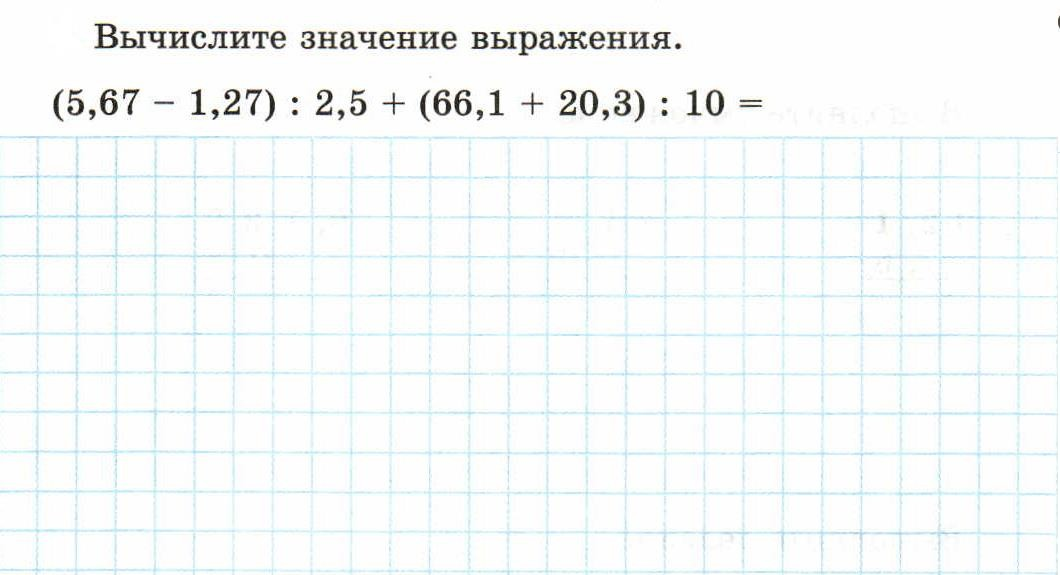 Вычислите значение выражения.
(5,67 – 1,27) : 2,5 + (66,1 + 20,3) : 10 =